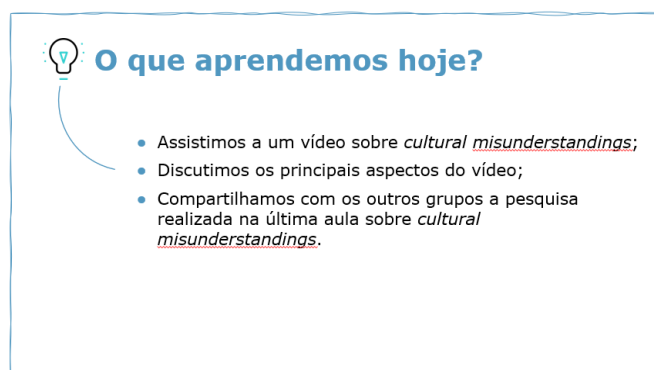 O que aprendemos hoje?
Assistimos a um vídeo sobre cultural misunderstandings;
Discutimos os principais aspectos do vídeo;
Compartilhamos com os outros grupos a pesquisa
realizada na última aula sobre cultural
misunderstandings.